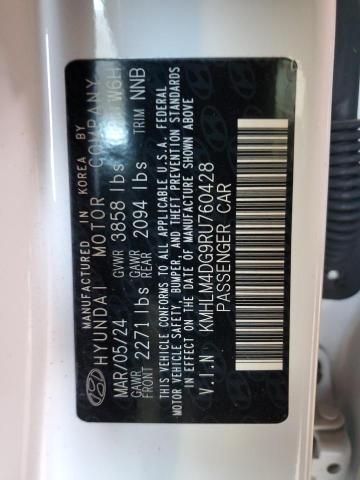 MANUFACTURED IN KOREA BY
HYUNDAI MOTOR COMPANY
MAR/05/24 GVWR 3858 lbs
GAWR FRONT 2271 lbs GAWR REAR 2094 lbs TRIM NNB
THIS VEHICLE CONFORMS TO ALL APPLICABLE U.S.A. FEDERAL
MOTOR VEHICLE SAFETY, BUMPER, AND THEFT PREVENTION STANDARDS
IN EFFECT ON THE DATE OF MANUFACTURE SHOWN ABOVE
V.I.N KMHLM4DG9RU760428
PASSENGER CAR